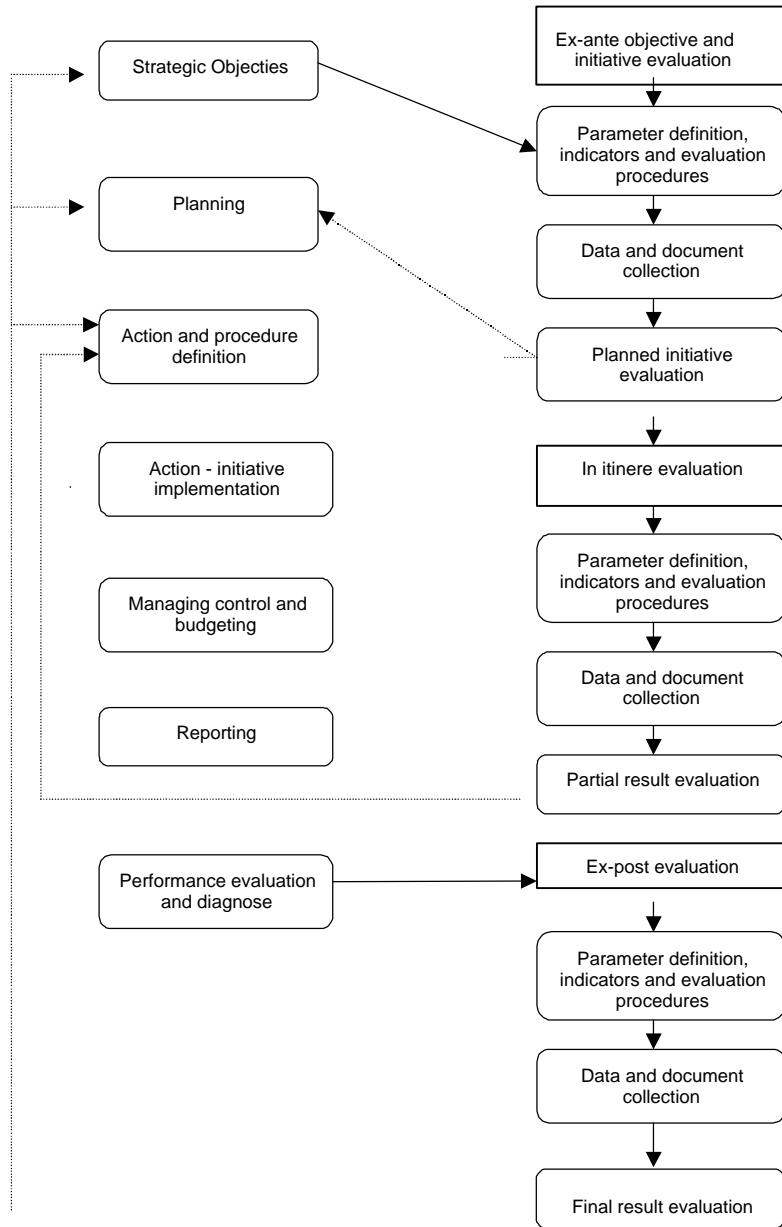 Strategic Objecties
Planning
Action and procedure
definition
Action - initiative
implementation
Managing control and
budgeting
Reporting
Performance evaluation
and diagnose
Ex-ante objective and
initiative evaluation
Parameter definition,
indicators and evaluation
procedures
Data and document
collection
Planned initiative
evaluation
In itinere evaluation
Parameter definition,
indicators and evaluation
procedures
Data and document
collection
Partial result evaluation
Ex-post evaluation
Parameter definition,
indicators and evaluation
procedures
Data and document
collection
Final result evaluation